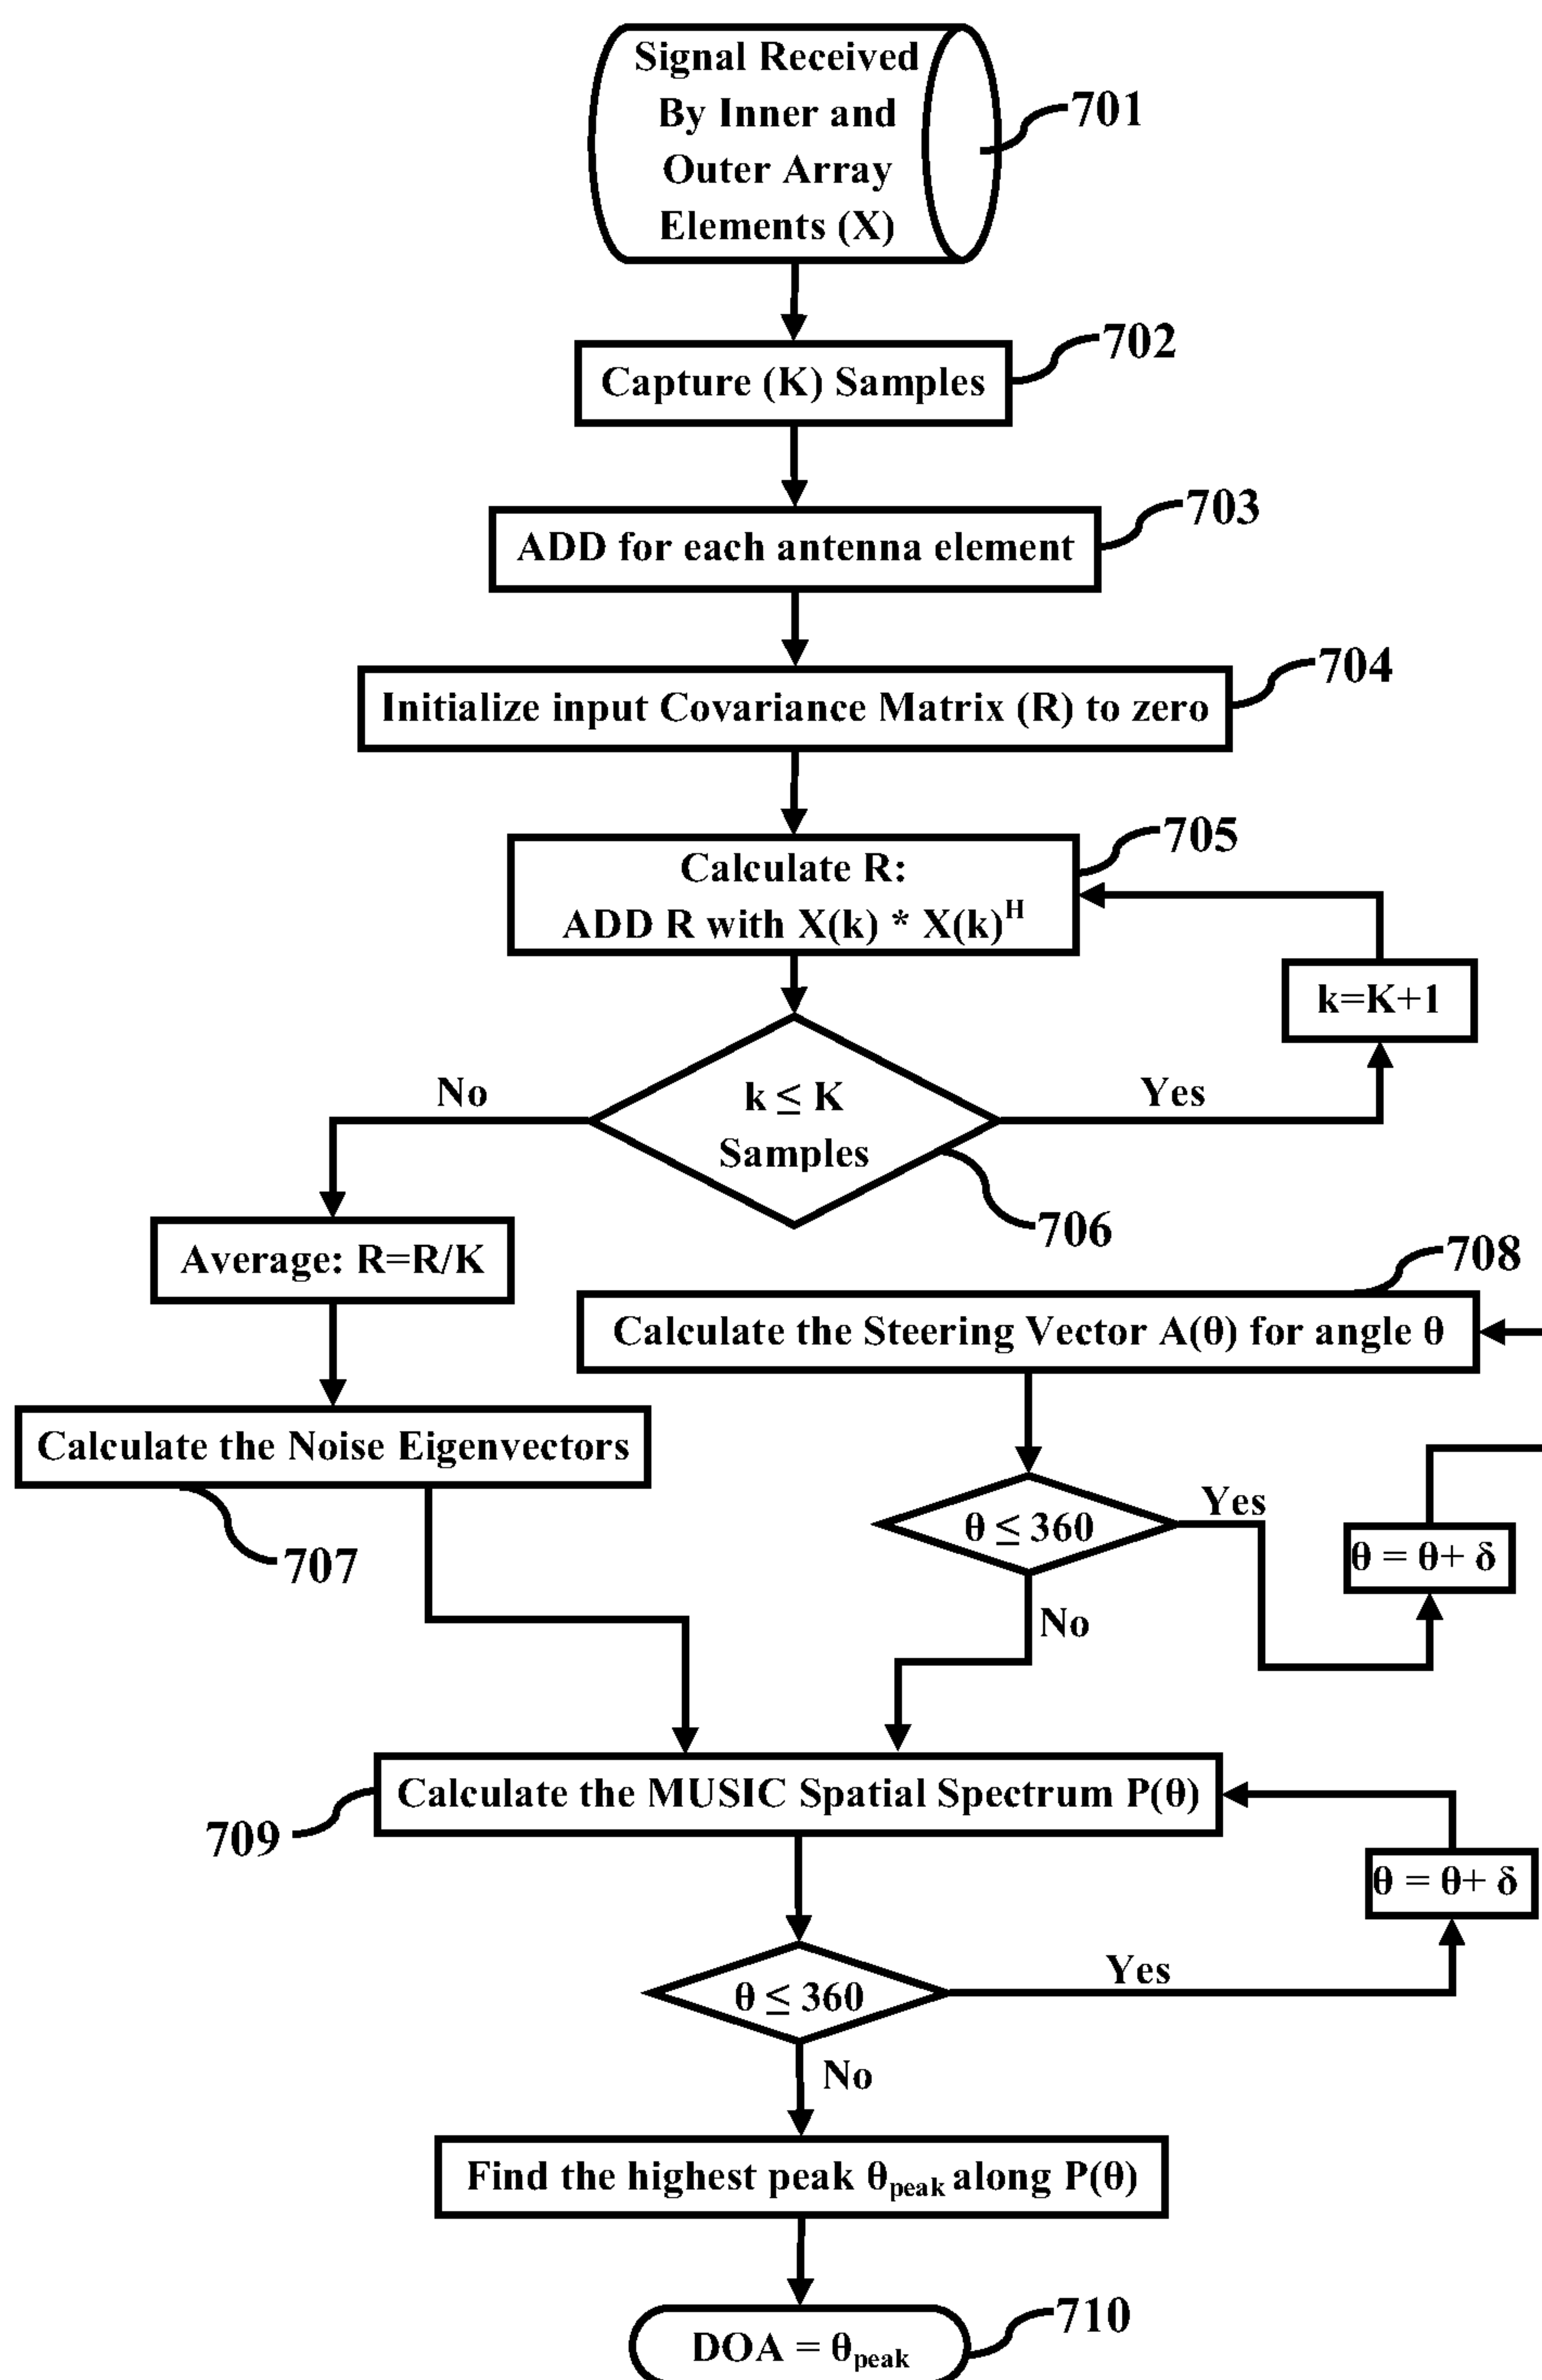 Signal Received
By Inner and
Outer Array
Elements (X)
701
702
Capture (K) Samples
703
ADD for each antenna element
704
Initialize input Covariance Matrix (R) to zero
705
Calculate R:
ADD R with X(k) * X(k)^H
k=K+1
No
Yes
k ≤ K
Samples
706
Average: R=R/K
708
Calculate the Steering Vector A(θ) for angle θ
Calculate the Noise Eigenvectors
707
Yes
θ ≤ 360
θ = θ+ δ
No
Calculate the MUSIC Spatial Spectrum P(θ)
709
θ = θ+ δ
Yes
θ ≤ 360
No
Find the highest peak θpeak along P(θ)
710
DOA = θpeak